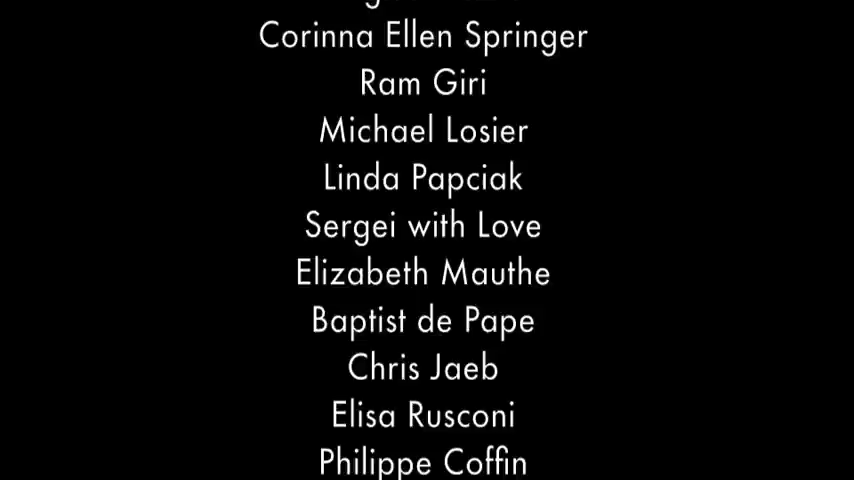 Corinna Ellen Springer
Ram Giri
Michael Losier
Linda Papciak
Sergei with Love
Elizabeth Mauthe
Baptist de Pape
Chris Jaeb
Elisa Rusconi
Philippe Coffin